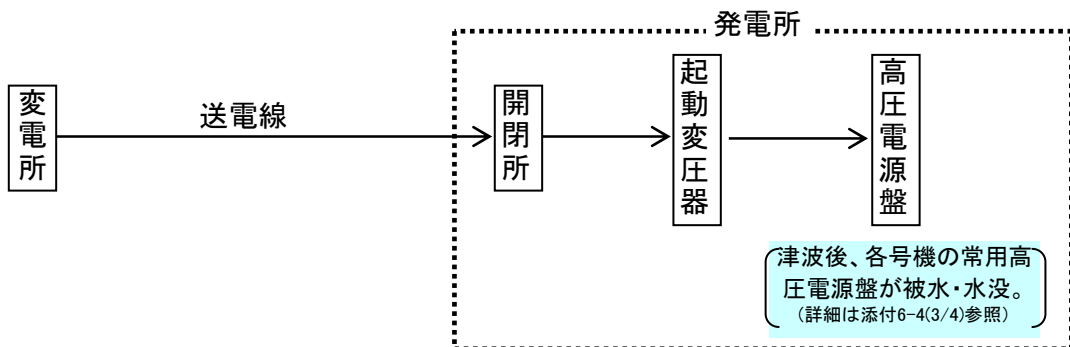 発電所
変電所
送電線
開閉所
起動変圧器
高圧電源盤
津波後、各号機の常用高
圧電源盤が被水・水没。
(詳細は添付6-4(3/4)参照)